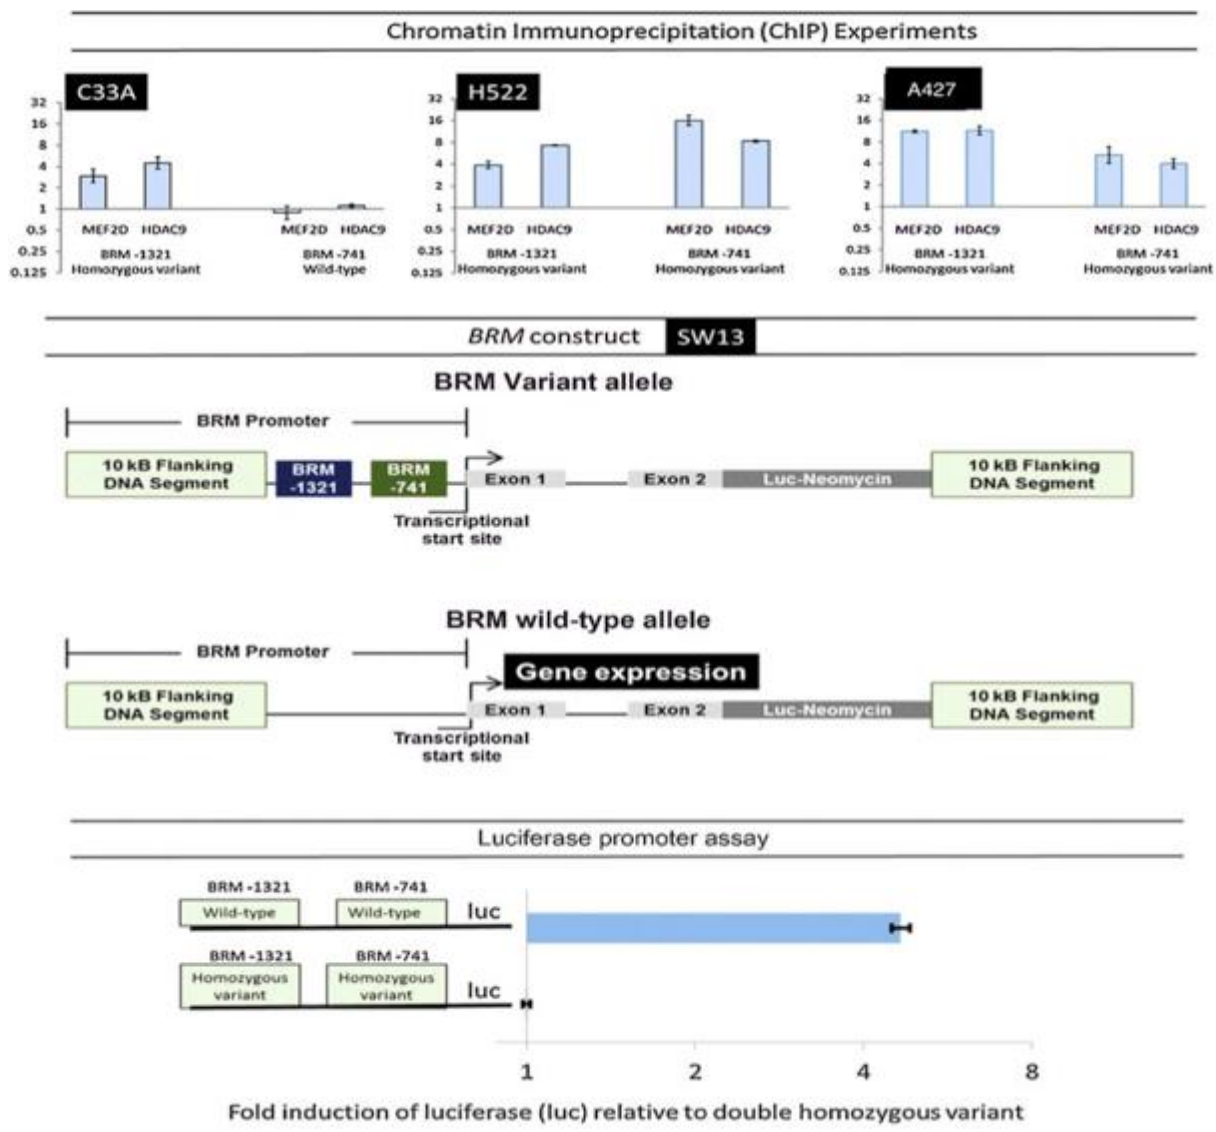 Chromatin Immunoprecipitation (ChIP) Experiments
C33A
32
16
8
4
2
1
0.5
0.25
0.125
MEF2D HDAC9 MEF2D HDAC9
BRM -1321 BRM -741
Homozygous variant Wild-type
H522
32
16
8
4
2
1
0.5
0.25
0.125
MEF2D HDAC9 MEF2D HDAC9
BRM -1321 BRM -741
Homozygous variant Homozygous variant
A427
32
16
8
4
2
1
0.5
0.25
0.125
MEF2D HDAC9 MEF2D HDAC9
BRM -1321 BRM -741
Homozygous variant Homozygous variant
BRM construct SW13
BRM Variant allele
BRM Promoter
10 kB Flanking
DNA Segment
BRM
-1321
BRM
-741
Exon 1
Exon 2
Luc-Neomycin
10 kB Flanking
DNA Segment
Transcriptional
start site
BRM wild-type allele
BRM Promoter
Gene expression
10 kB Flanking
DNA Segment
Exon 1
Exon 2
Luc-Neomycin
10 kB Flanking
DNA Segment
Transcriptional
start site
Luciferase promoter assay
BRM -1321 BRM -741
Wild-type Wild-type luc
BRM -1321 BRM -741
Homozygous
variant
Homozygous
variant
luc
1 2 4 8
Fold induction of luciferase (luc) relative to double homozygous variant